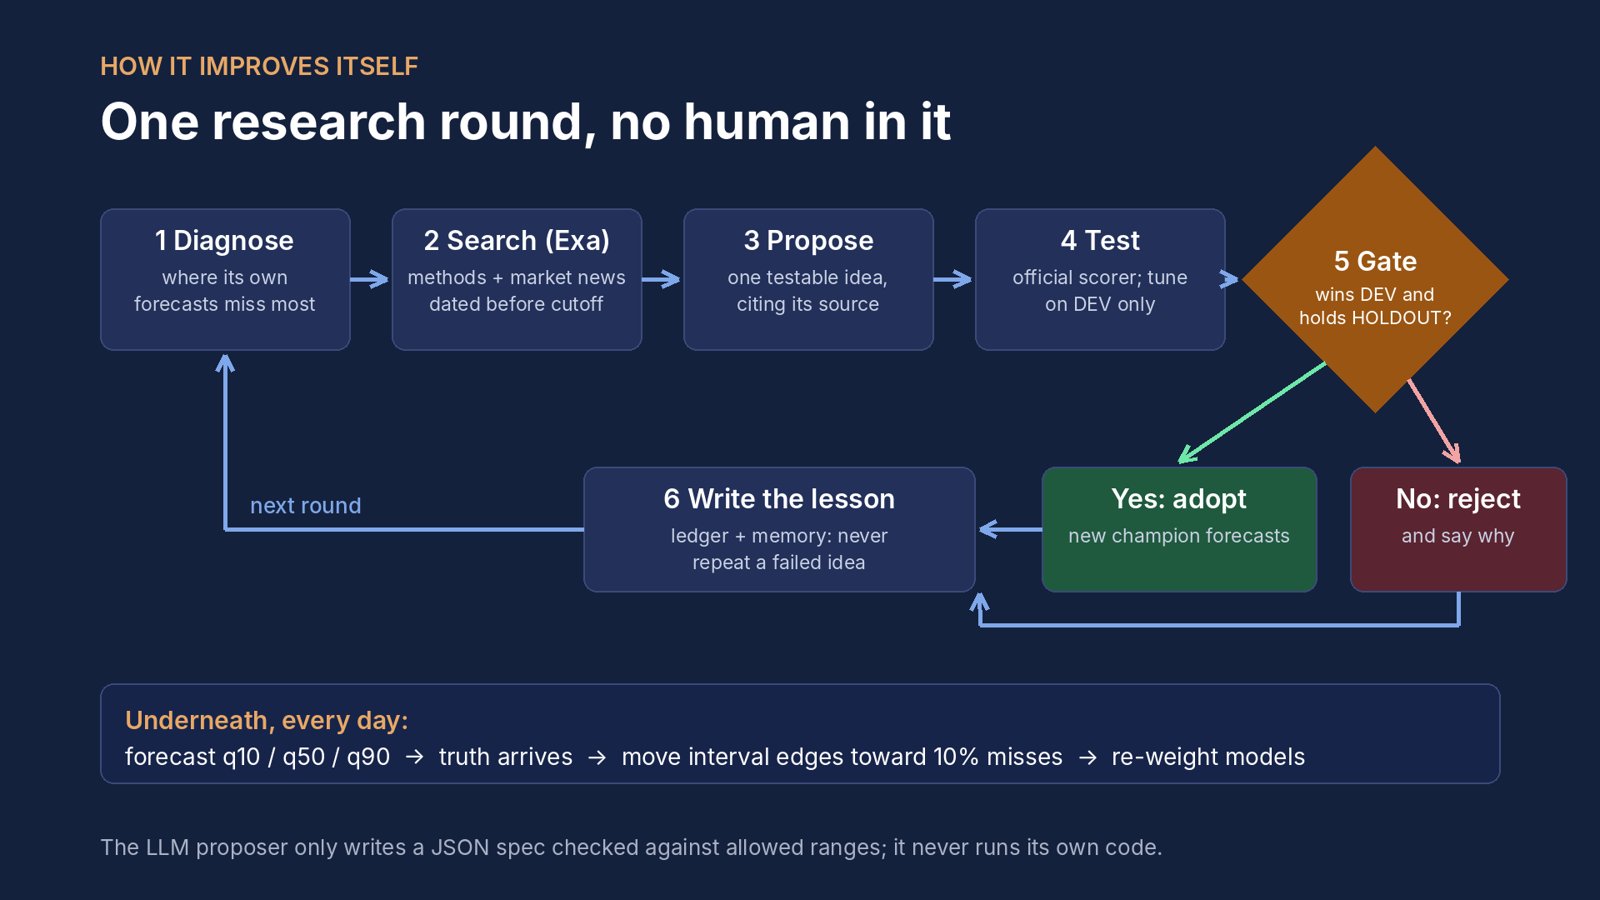 HOW IT IMPROVES ITSELF
One research round, no human in it
1 Diagnose
where its own
forecasts miss most
2 Search (Exa)
methods + market news
dated before cutoff
3 Propose
one testable idea,
citing its source
4 Test
official scorer; tune
on DEV only
5 Gate
wins DEV and
holds HOLDOUT?
next round
6 Write the lesson
ledger + memory: never
repeat a failed idea
Yes: adopt
new champion forecasts
No: reject
and say why
Underneath, every day:
forecast q10 / q50 / q90 → truth arrives → move interval edges toward 10% misses → re-weight models
The LLM proposer only writes a JSON spec checked against allowed ranges; it never runs its own code.